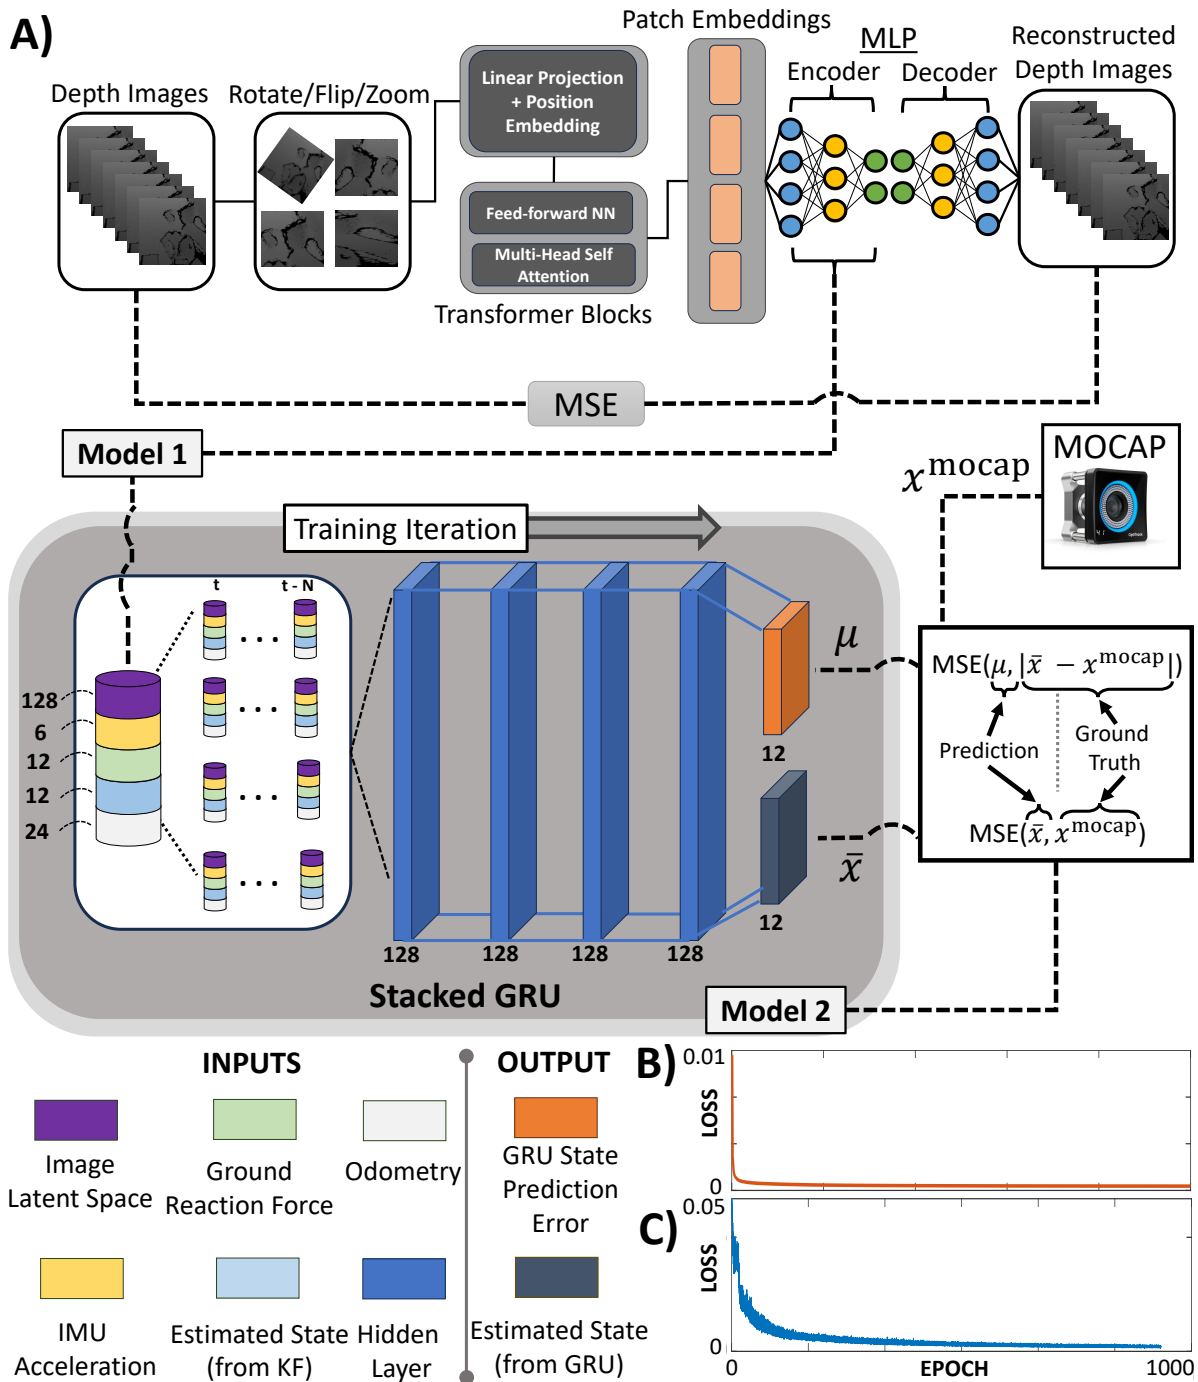 A)
Patch Embeddings
MLP
Encoder
Decoder
Reconstructed
Depth Images
Depth Images
Rotate/Flip/Zoom
Linear Projection
+ Position
Embedding
Feed-forward NN
Multi-Head Self
Attention
Transformer Blocks
MSE
Model 1
x^mocap
MOCAP
Training Iteration
t
t - N
128
6
12
12
24
μ
12
x̄
12
128
128
128
128
Stacked GRU
MSE(μ, |x̄ − x^mocap|)
Prediction
Ground
Truth
MSE(x̄, x^mocap)
Model 2
INPUTS
OUTPUT
Image
Latent Space
Ground
Reaction Force
Odometry
GRU State
Prediction
Error
IMU
Acceleration
Estimated State
(from KF)
Hidden
Layer
Estimated State
(from GRU)
B)
0.01
LOSS
0
C)
0.05
LOSS
0
0
EPOCH
1000